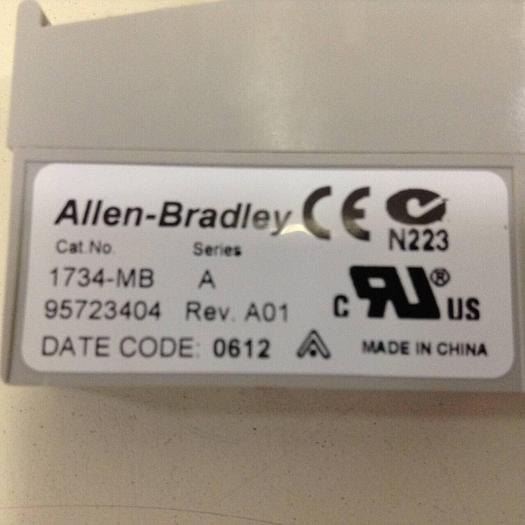 Allen-Bradley CE N223
Cat.No. Series
1734-MB A
95723404 Rev. A01
C RU® US
DATE CODE: 0612 MADE IN CHINA